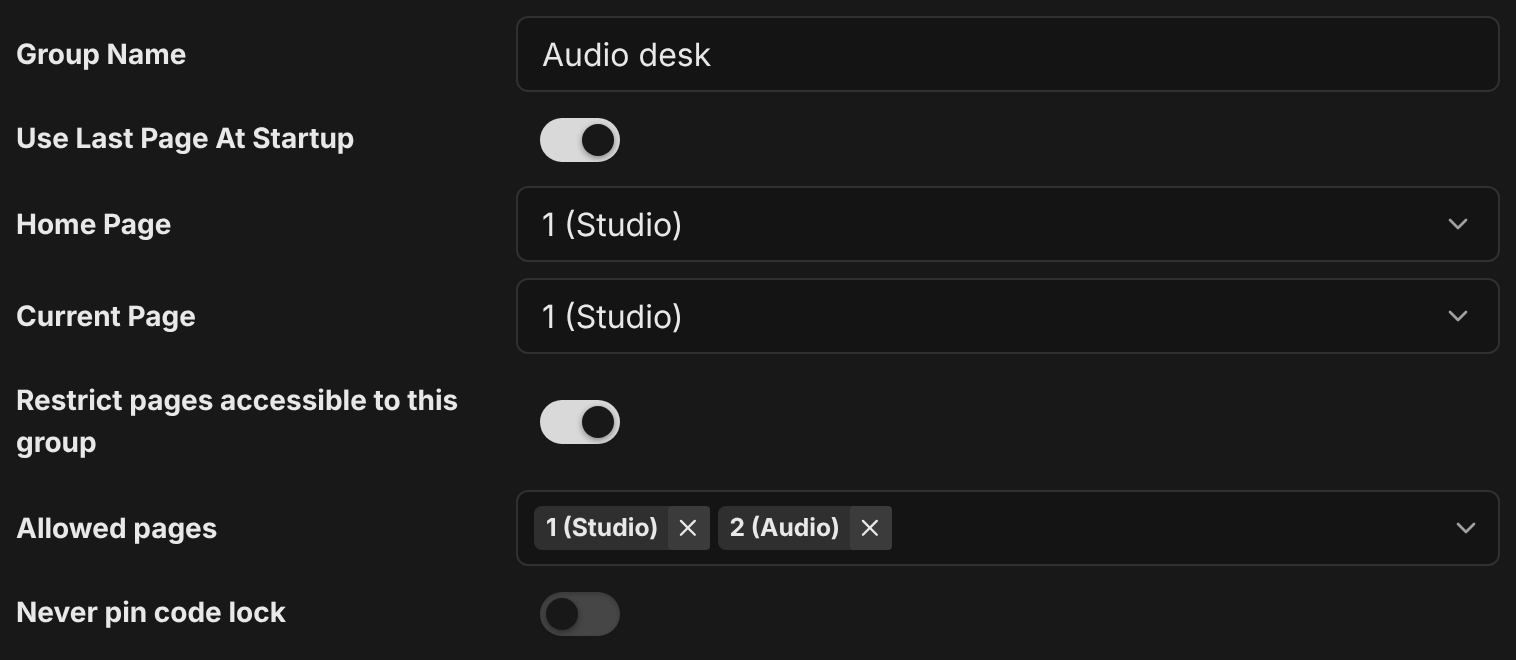 Group Name
Audio desk
Use Last Page At Startup
Home Page
1 (Studio)
Current Page
1 (Studio)
Restrict pages accessible to this
group
Allowed pages
1 (Studio) 2 (Audio)
Never pin code lock